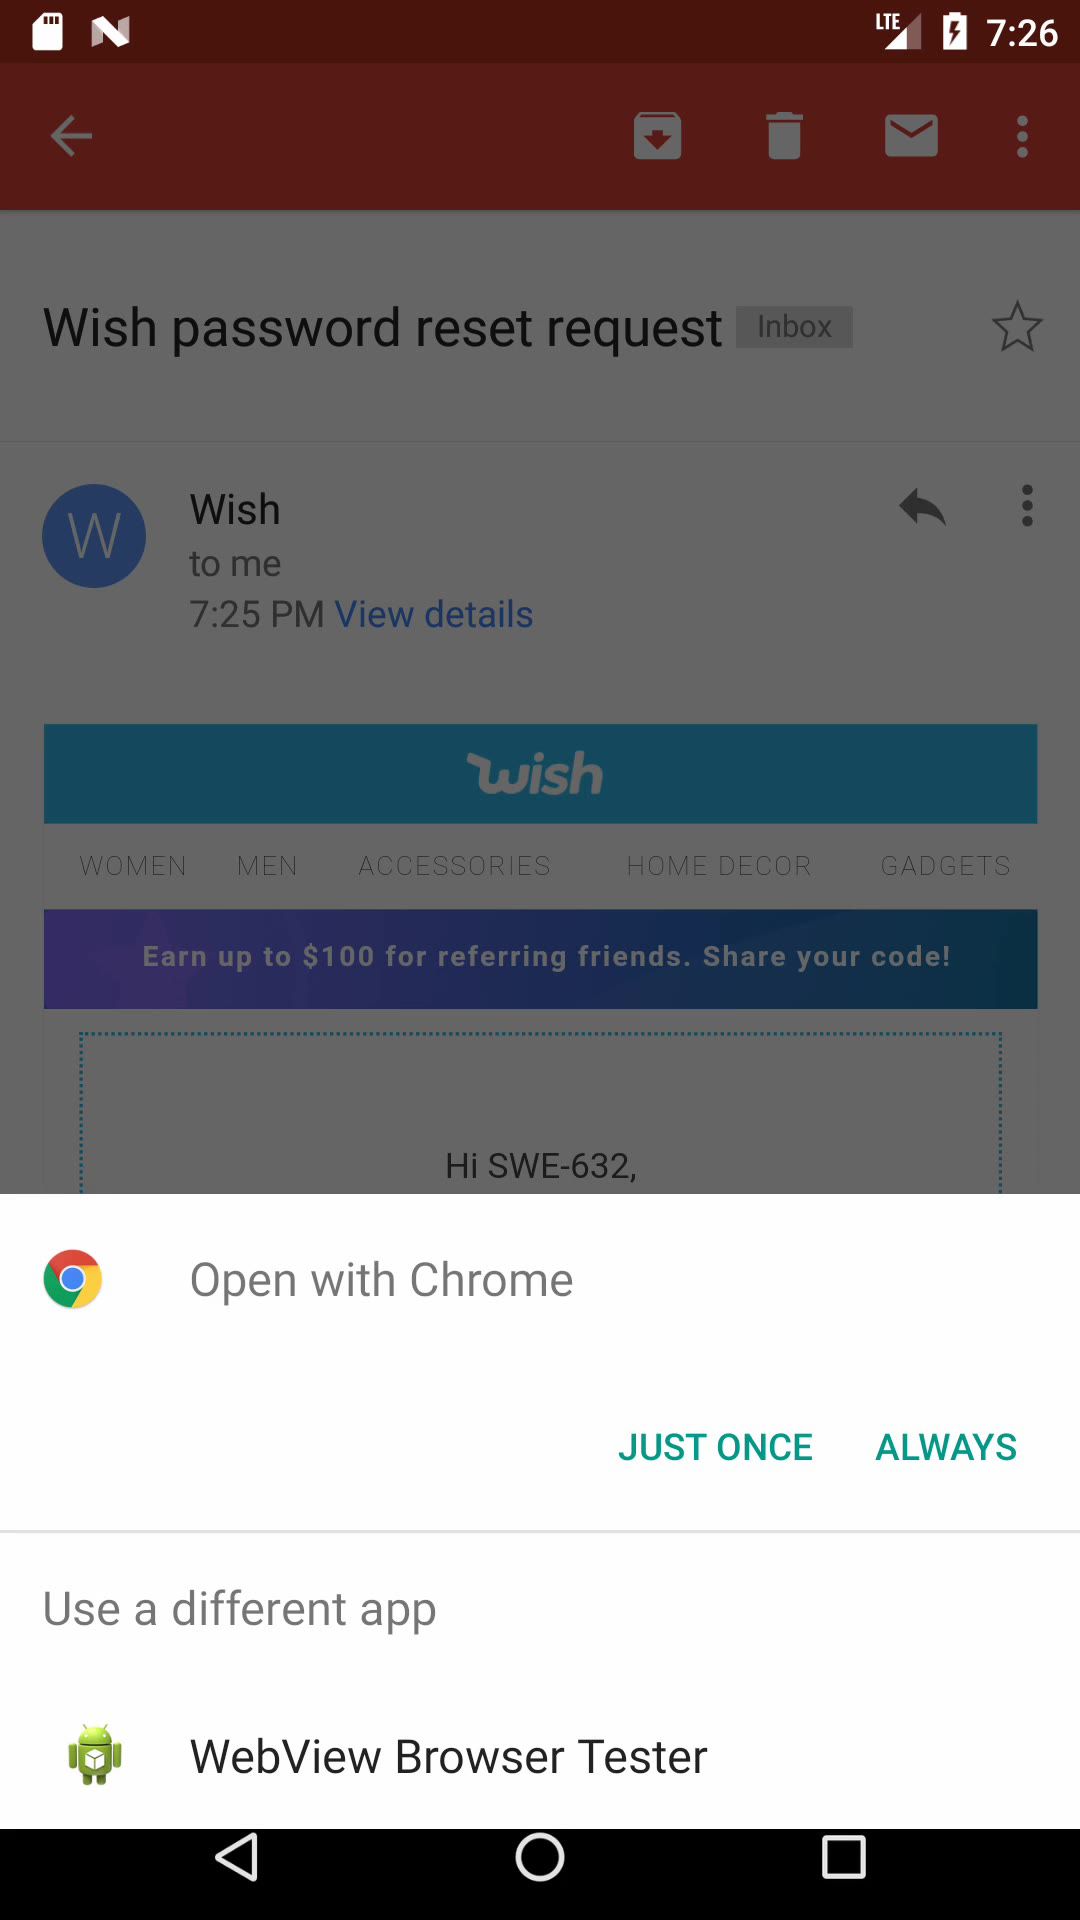 LTE 7:26
Wish password reset request Inbox
W
Wish
to me
7:25 PM View details
wish
WOMEN MEN ACCESSORIES HOME DECOR GADGETS
Earn up to $100 for referring friends. Share your code!
Hi SWE-632,
Open with Chrome
JUST ONCE ALWAYS
Use a different app
WebView Browser Tester